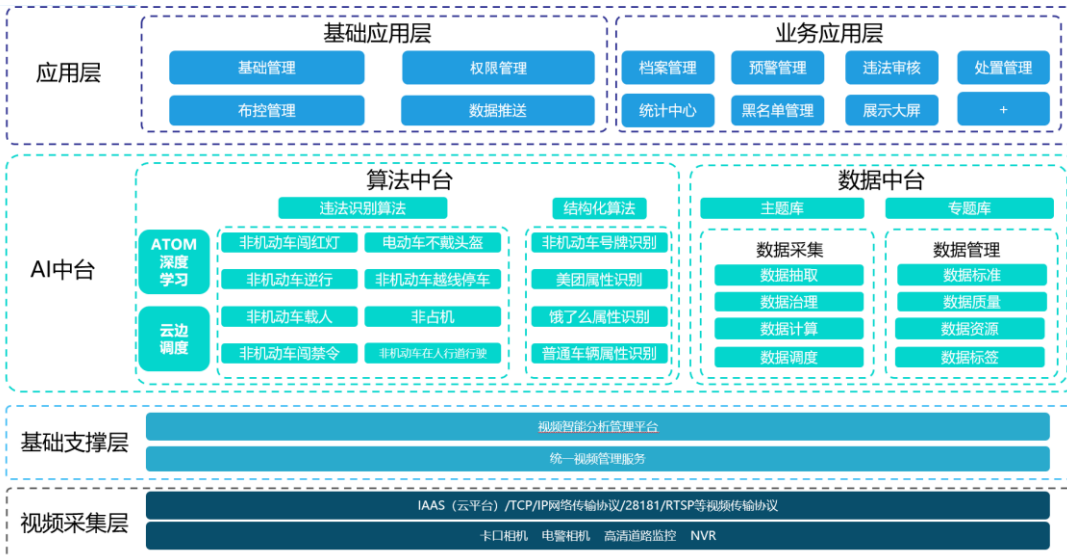 应用层
基础应用层
基础管理
权限管理
布控管理
数据推送
业务应用层
档案管理
预警管理
违法审核
处置管理
统计中心
黑名单管理
展示大屏
+
AI中台
算法中台
违法识别算法
结构化算法
ATOM
深度
学习
云边
调度
非机动车闯红灯
电动车不戴头盔
非机动车逆行
非机动车越线停车
非机动车载人
非占机
非机动车闯禁令
非机动车在人行道行驶
非机动车号牌识别
美团属性识别
饿了么属性识别
普通车辆属性识别
数据中台
主题库
专题库
数据采集
数据抽取
数据治理
数据计算
数据调度
数据管理
数据标准
数据质量
数据资源
数据标签
基础支撑层
视频智能分析管理平台
统一视频管理服务
视频采集层
IAAS（云平台）/TCP/IP网络传输协议/28181/RTSP等视频传输协议
卡口相机 电警相机 高清道路监控 NVR